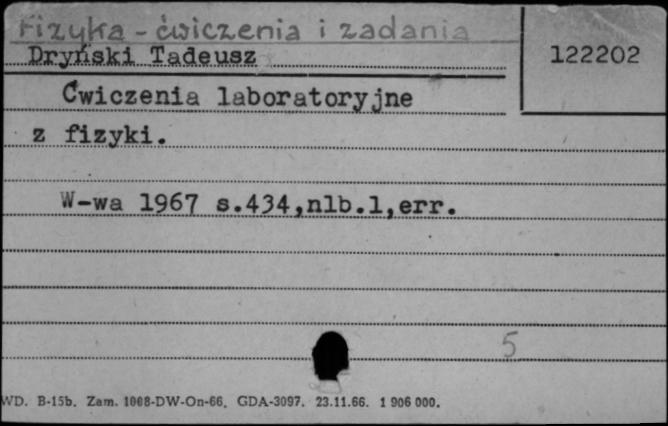 Fizyka - ćwiczenia i zadania
Dryński Tadeusz
122202
Ćwiczenia laboratoryjne
z fizyki.
W-wa 1967 s.434,nlb.1,err.
5
WD. B-15b. Zam. 1068-DW-On-66. GDA-3097. 23.11.66. 1 906 000.